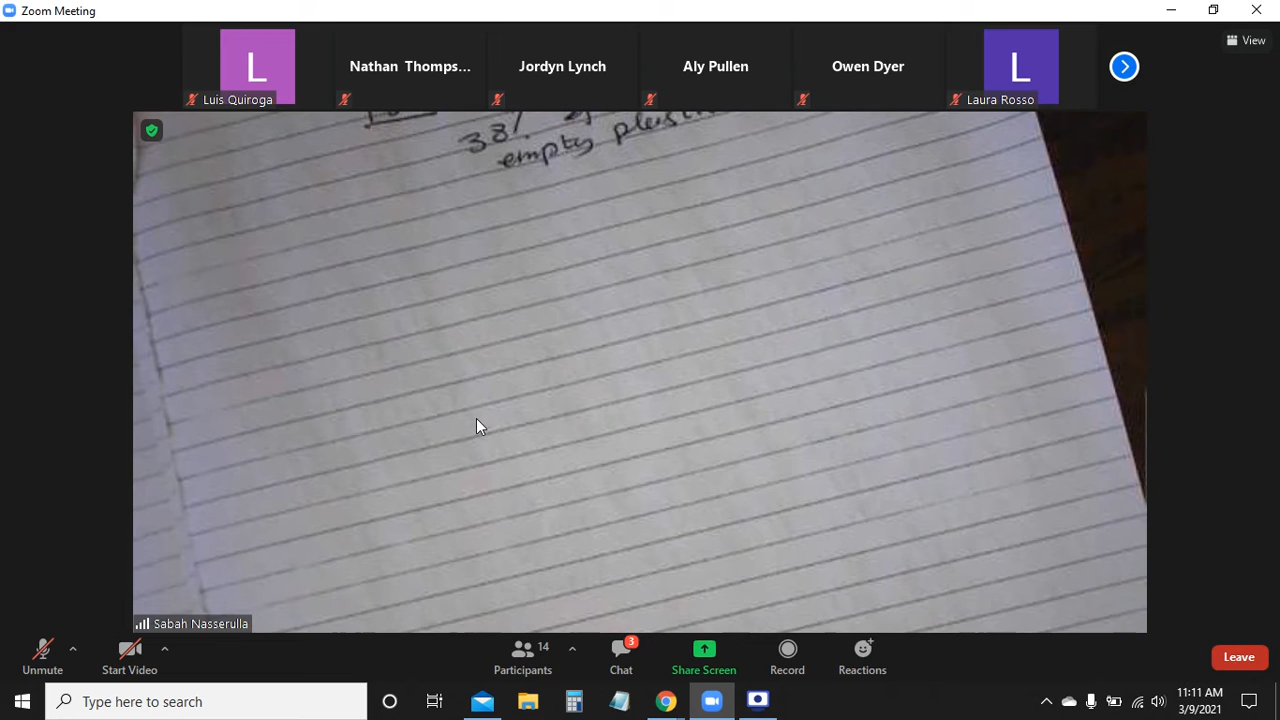 Zoom Meeting
View
L
Nathan Thomps...
Jordyn Lynch
Aly Pullen
Owen Dyer
L
Luis Quiroga
Laura Rosso
38%
empty
Sabah Nasserulla
Unmute
Start Video
14
Participants
3
Chat
Share Screen
Record
Reactions
Leave
Type here to search
11:11 AM
3/9/2021